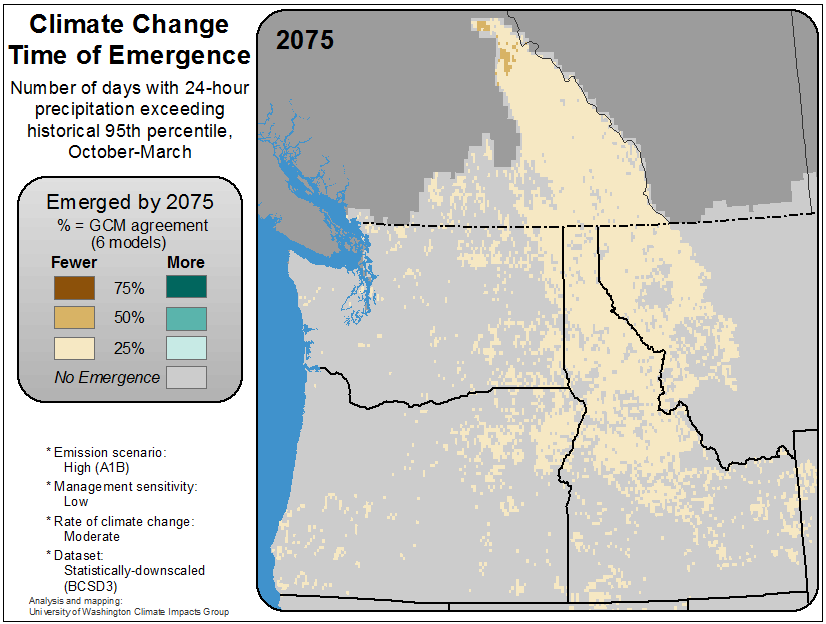 Climate Change
Time of Emergence
Number of days with 24-hour
precipitation exceeding
historical 95th percentile,
October-March
Emerged by 2075
% = GCM agreement
(6 models)
Fewer More
75%
50%
25%
No Emergence
* Emission scenario:
High (A1B)
* Management sensitivity:
Low
* Rate of climate change:
Moderate
* Dataset:
Statistically-downscaled
(BCSD3)
Analysis and mapping:
University of Washington Climate Impacts Group
2075